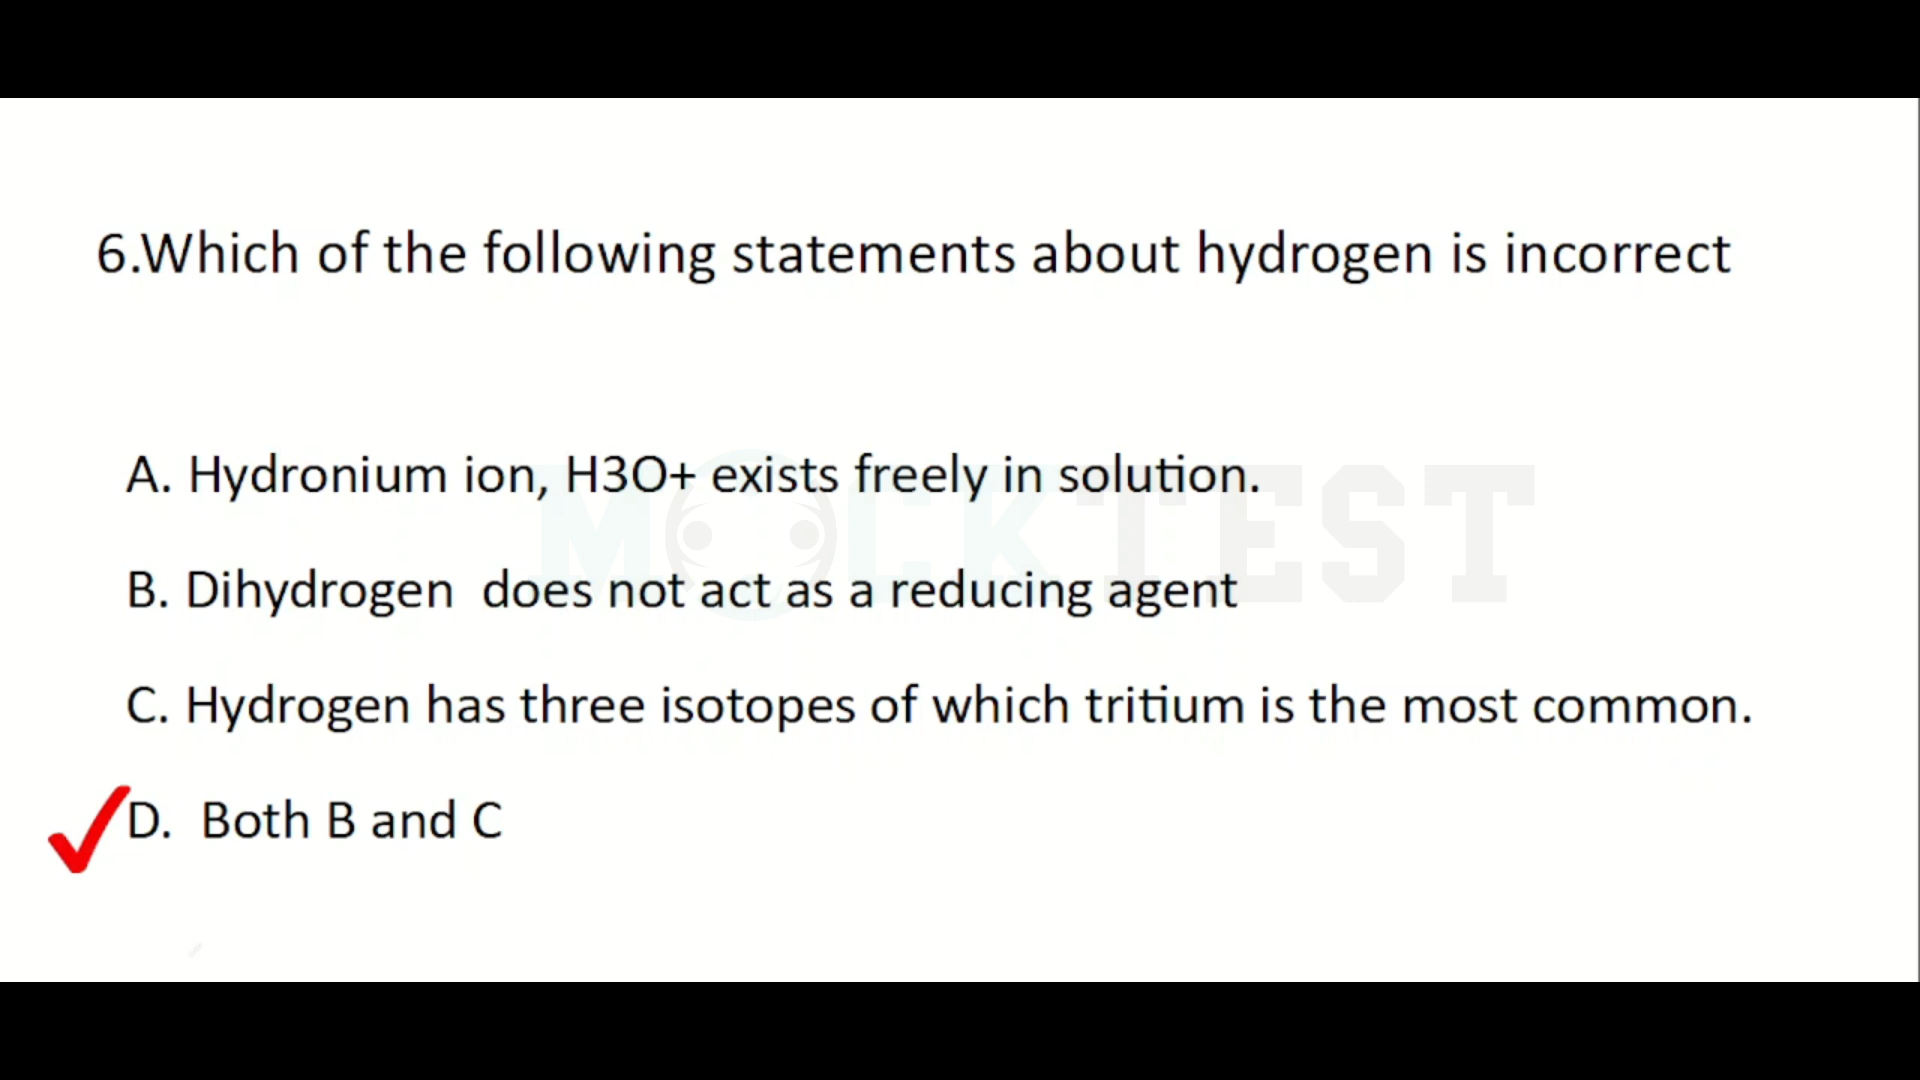 6.Which of the following statements about hydrogen is incorrect
A. Hydronium ion, H3O+ exists freely in solution.
MOCKTEST
B. Dihydrogen does not act as a reducing agent
C. Hydrogen has three isotopes of which tritium is the most common.
D. Both B and C